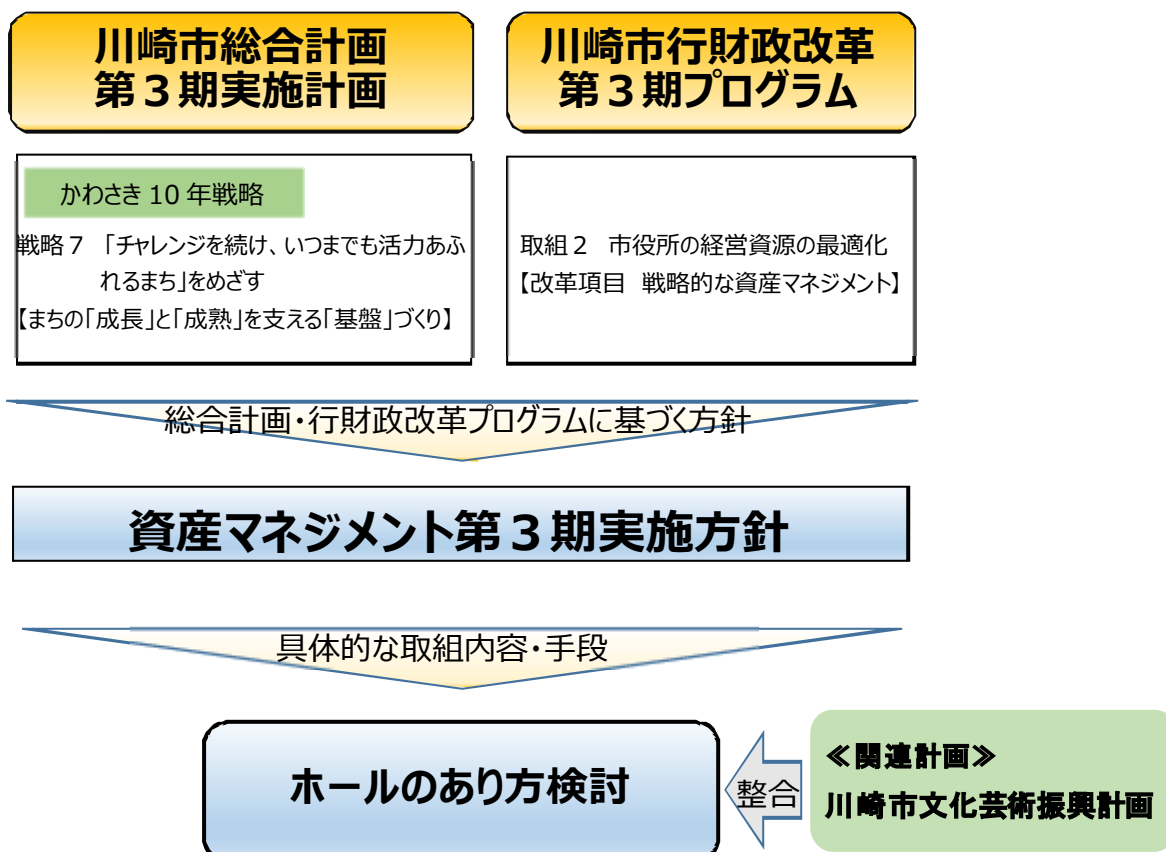 川崎市総合計画
第３期実施計画
川崎市行財政改革
第３期プログラム
かわさき 10 年戦略
戦略７ 「チャレンジを続け、いつまでも活力あふ
れるまち」をめざす
【まちの「成長」と「成熟」を支える「基盤」づくり】
取組２ 市役所の経営資源の最適化
【改革項目 戦略的な資産マネジメント】
総合計画・行財政改革プログラムに基づく方針
資産マネジメント第３期実施方針
具体的な取組内容・手段
ホールのあり方検討
整合
≪関連計画≫
川崎市文化芸術振興計画